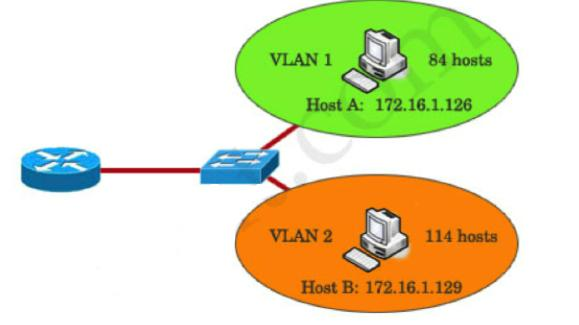 VLAN 1 84 hosts
Host A: 172.16.1.126
VLAN 2 114 hosts
Host B: 172.16.1.129